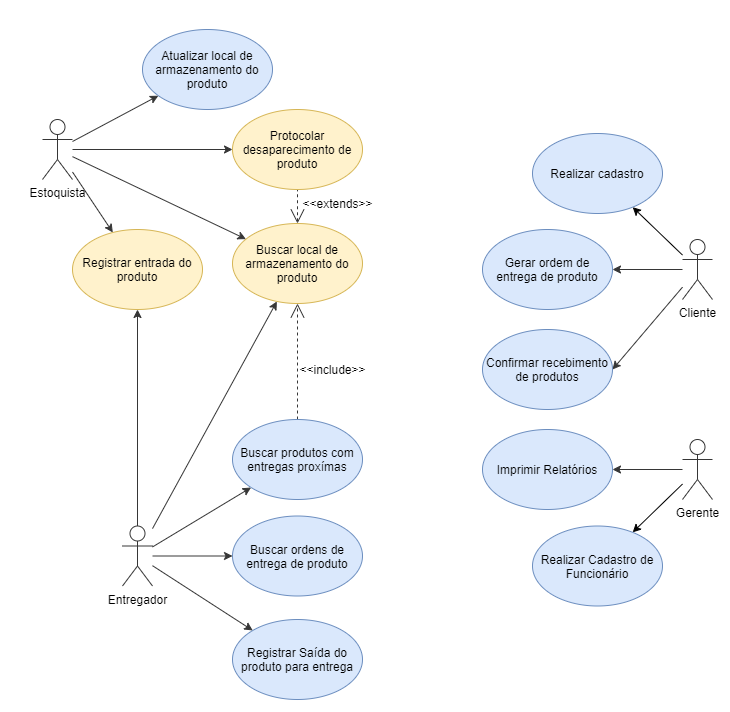 Atualizar local de
armazenamento do
produto
Protocolar
desaparecimento de
produto
Estoquista
<<extends>>
Registrar entrada do
produto
Buscar local de
armazenamento do
produto
<<include>>
Buscar produtos com
entregas proxímas
Buscar ordens de
entrega de produto
Entregador
Registrar Saída do
produto para entrega
Realizar cadastro
Gerar ordem de
entrega de produto
Cliente
Confirmar recebimento
de produtos
Imprimir Relatórios
Gerente
Realizar Cadastro de
Funcionário